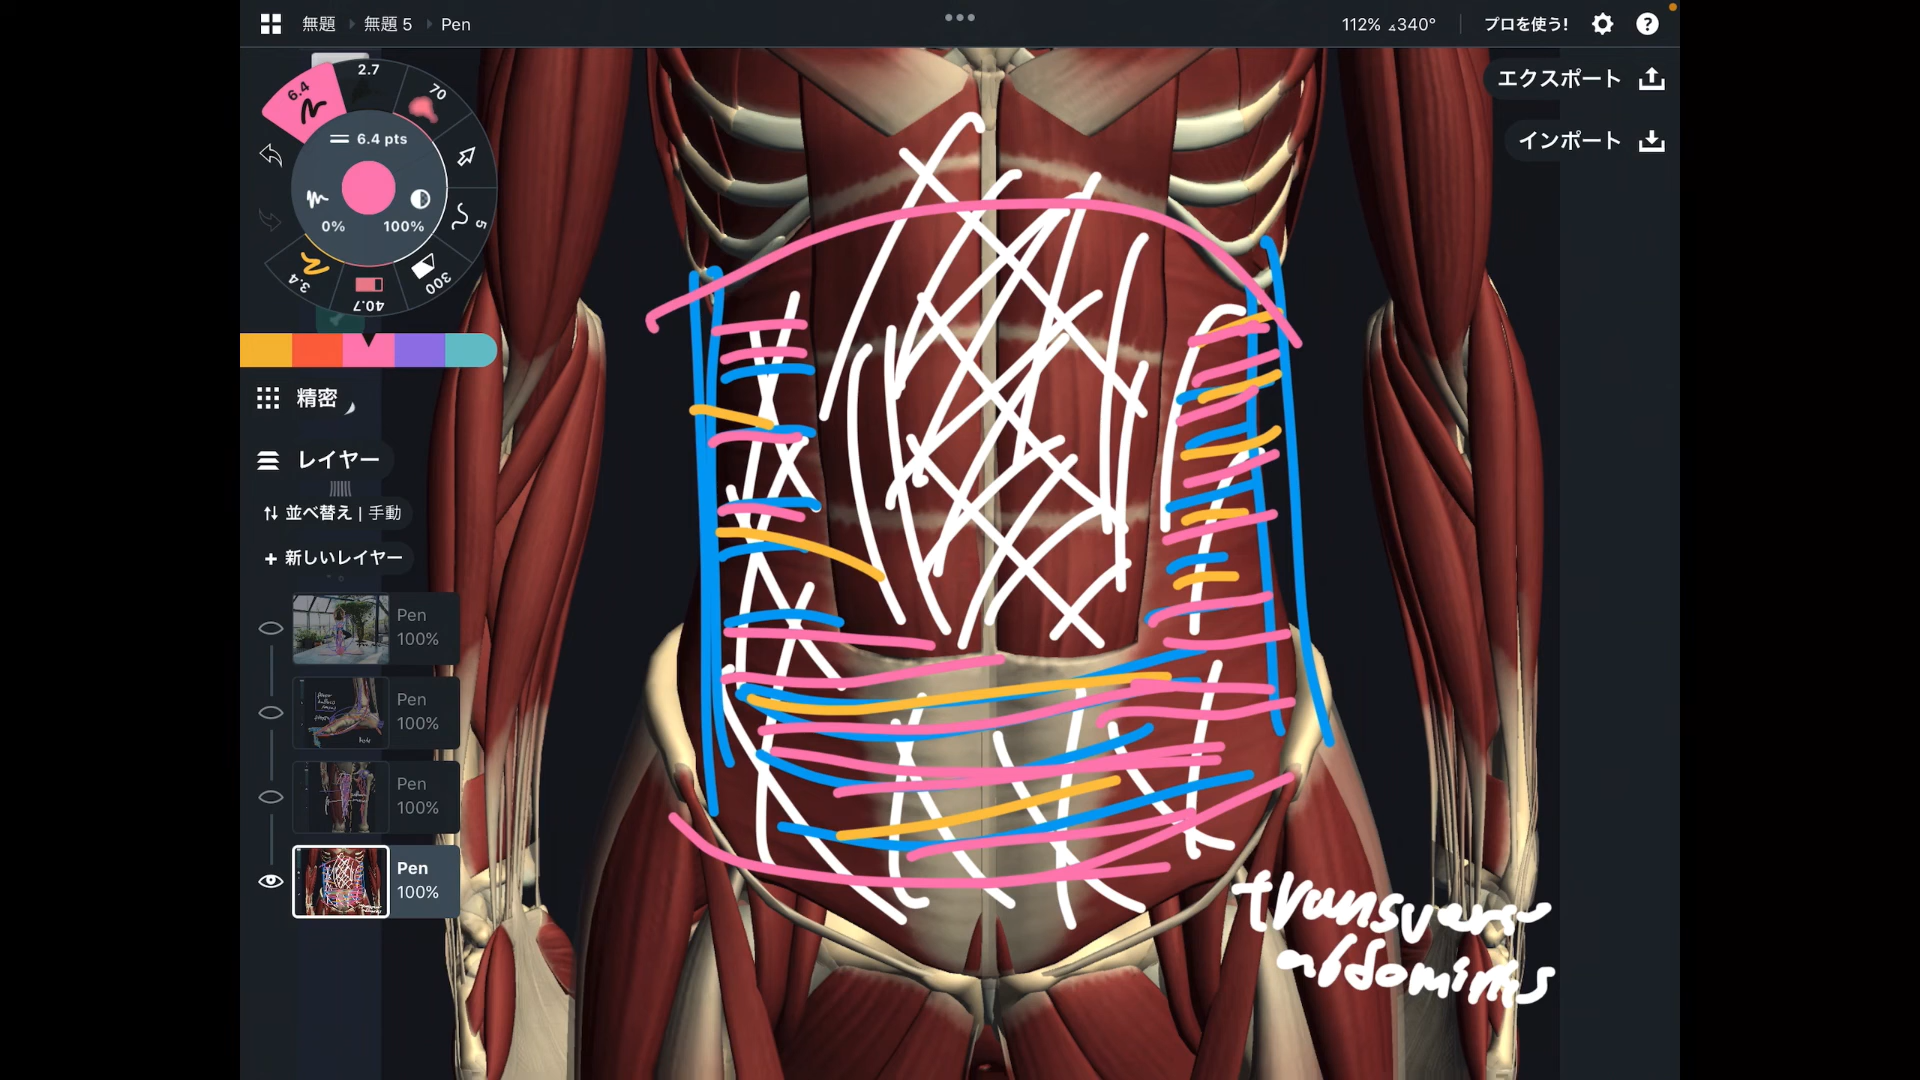 無題 無題 5 Pen
112% 340°
プロを使う!
エクスポート
インポート
2.7
6.4
70
6.4 pts
0% 100%
5
3.4
40.7
300
精密
レイヤー
並べ替え | 手動
+ 新しいレイヤー
Pen
100%
Pen
100%
Pen
100%
Pen
100%
transvers
abdominis